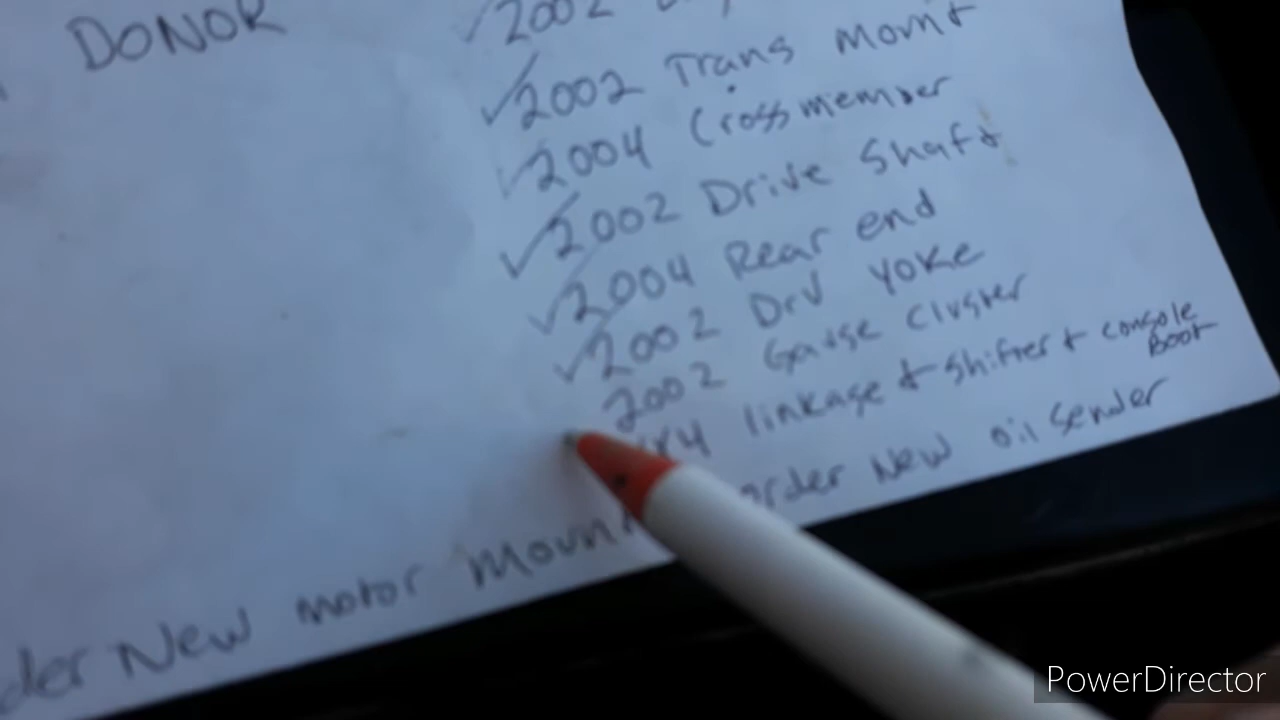 DONOR
2002
2002 Trans Mount
2004 Crossmember
2002 Drive Shaft
2004 Rear end
2002 Drv Yoke
2002 Gauge Cluster
linkage + shifter + console Boot
order New oil sender
der New motor Mount
PowerDirector